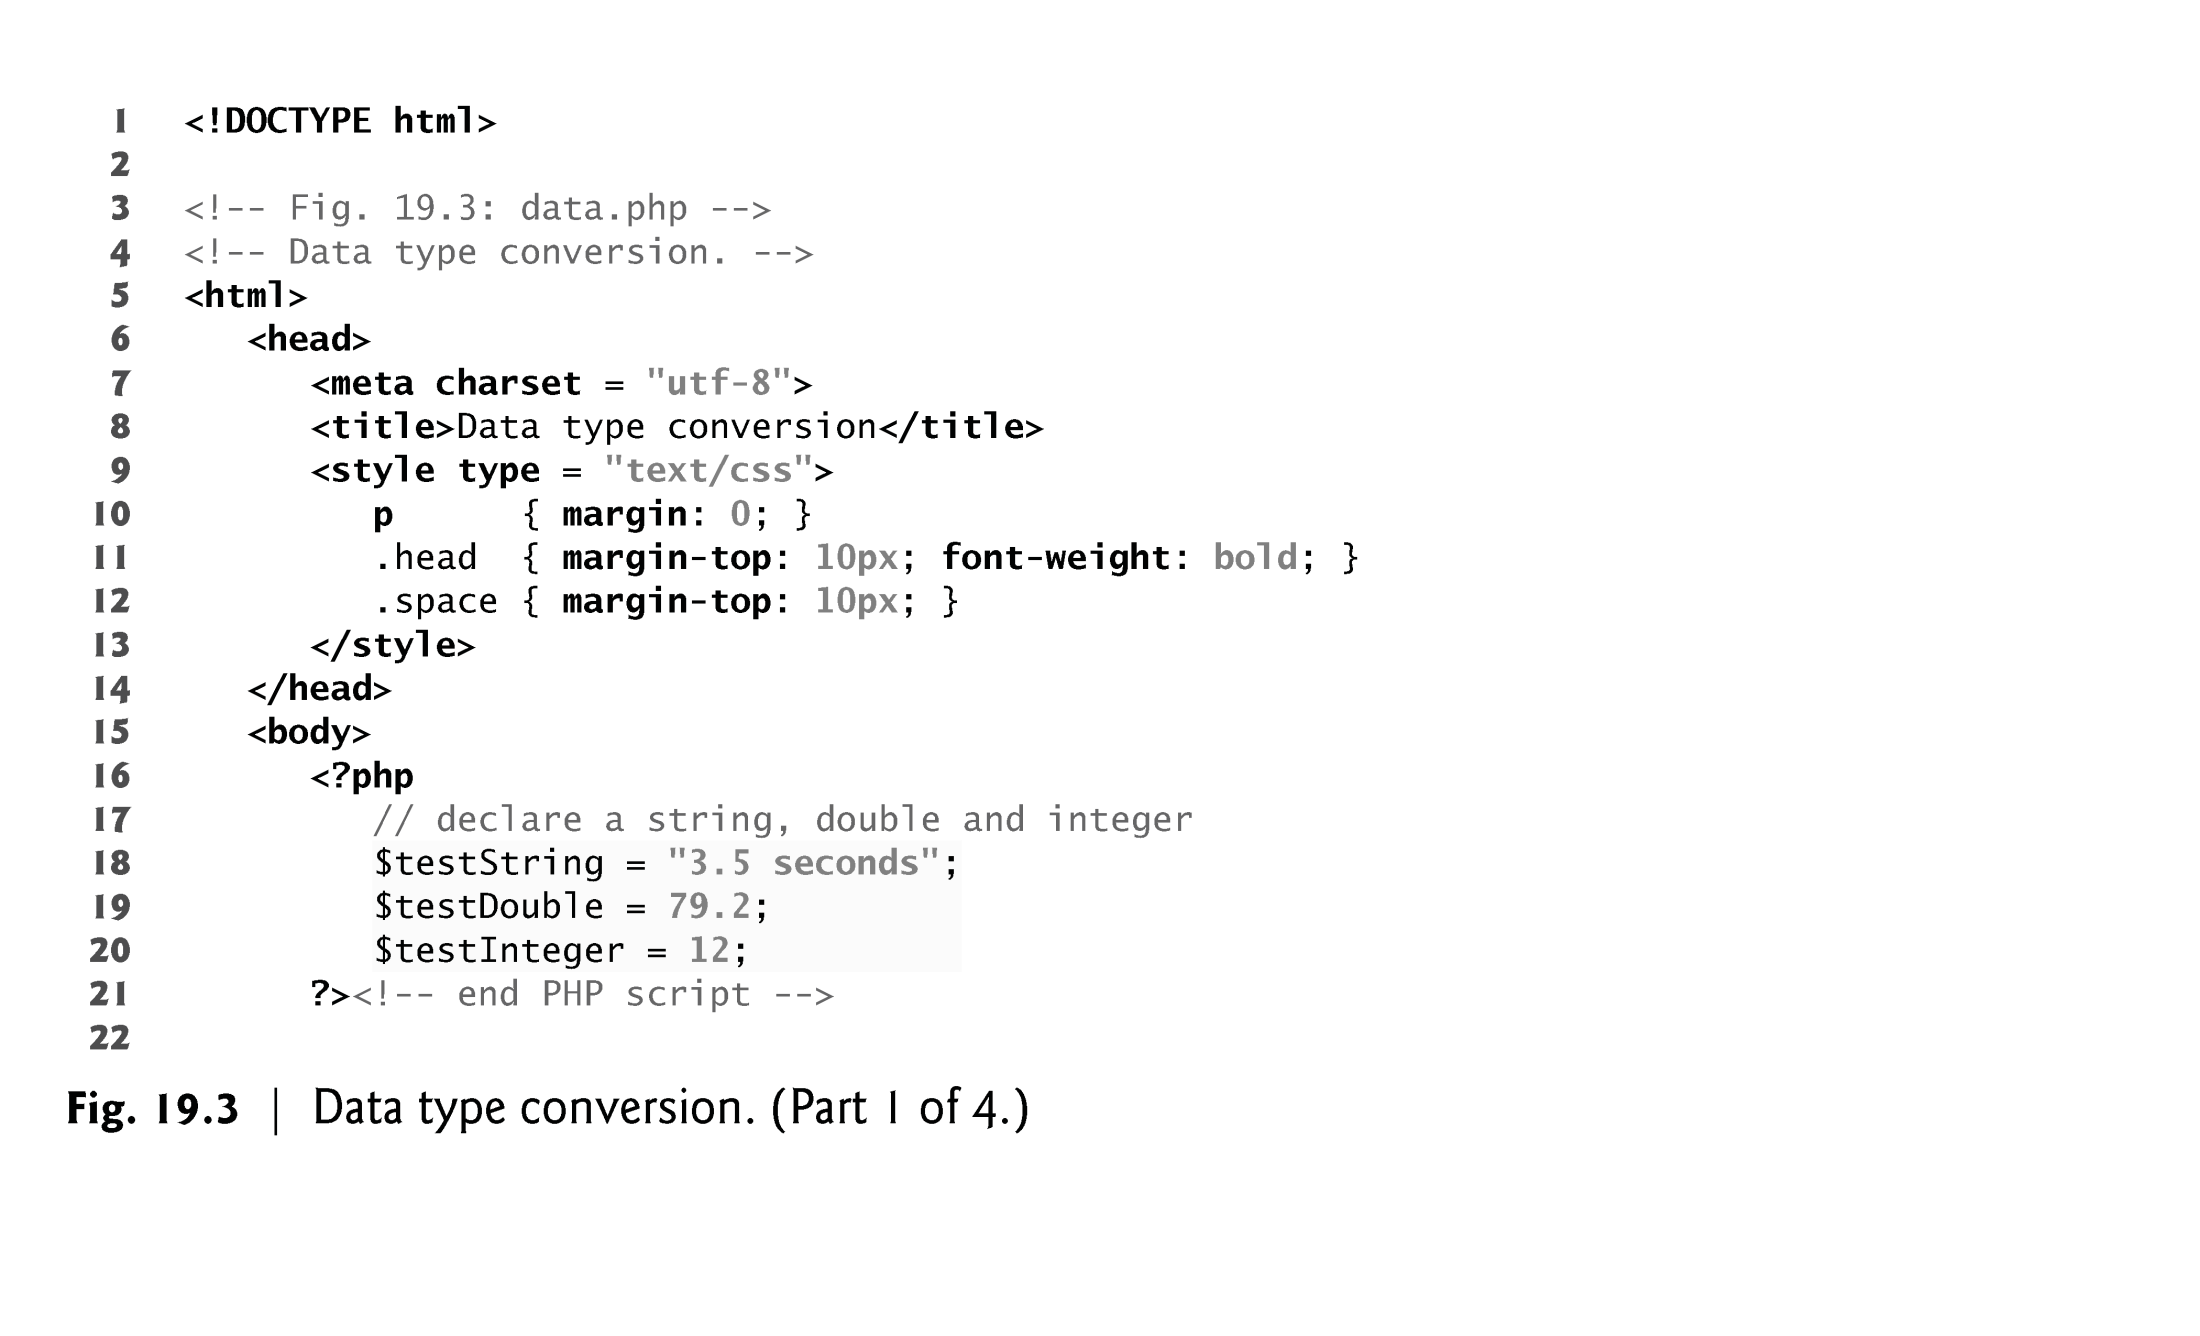 1 <!DOCTYPE html>
2
3 <!-- Fig. 19.3: data.php -->
4 <!-- Data type conversion. -->
5 <html>
6    <head>
7       <meta charset = "utf-8">
8       <title>Data type conversion</title>
9       <style type = "text/css">
10         p      { margin: 0; }
11         .head  { margin-top: 10px; font-weight: bold; }
12         .space { margin-top: 10px; }
13      </style>
14   </head>
15   <body>
16      <?php
17         // declare a string, double and integer
18         $testString = "3.5 seconds";
19         $testDouble = 79.2;
20         $testInteger = 12;
21      ?><!-- end PHP script -->
22
Fig. 19.3 | Data type conversion. (Part 1 of 4.)